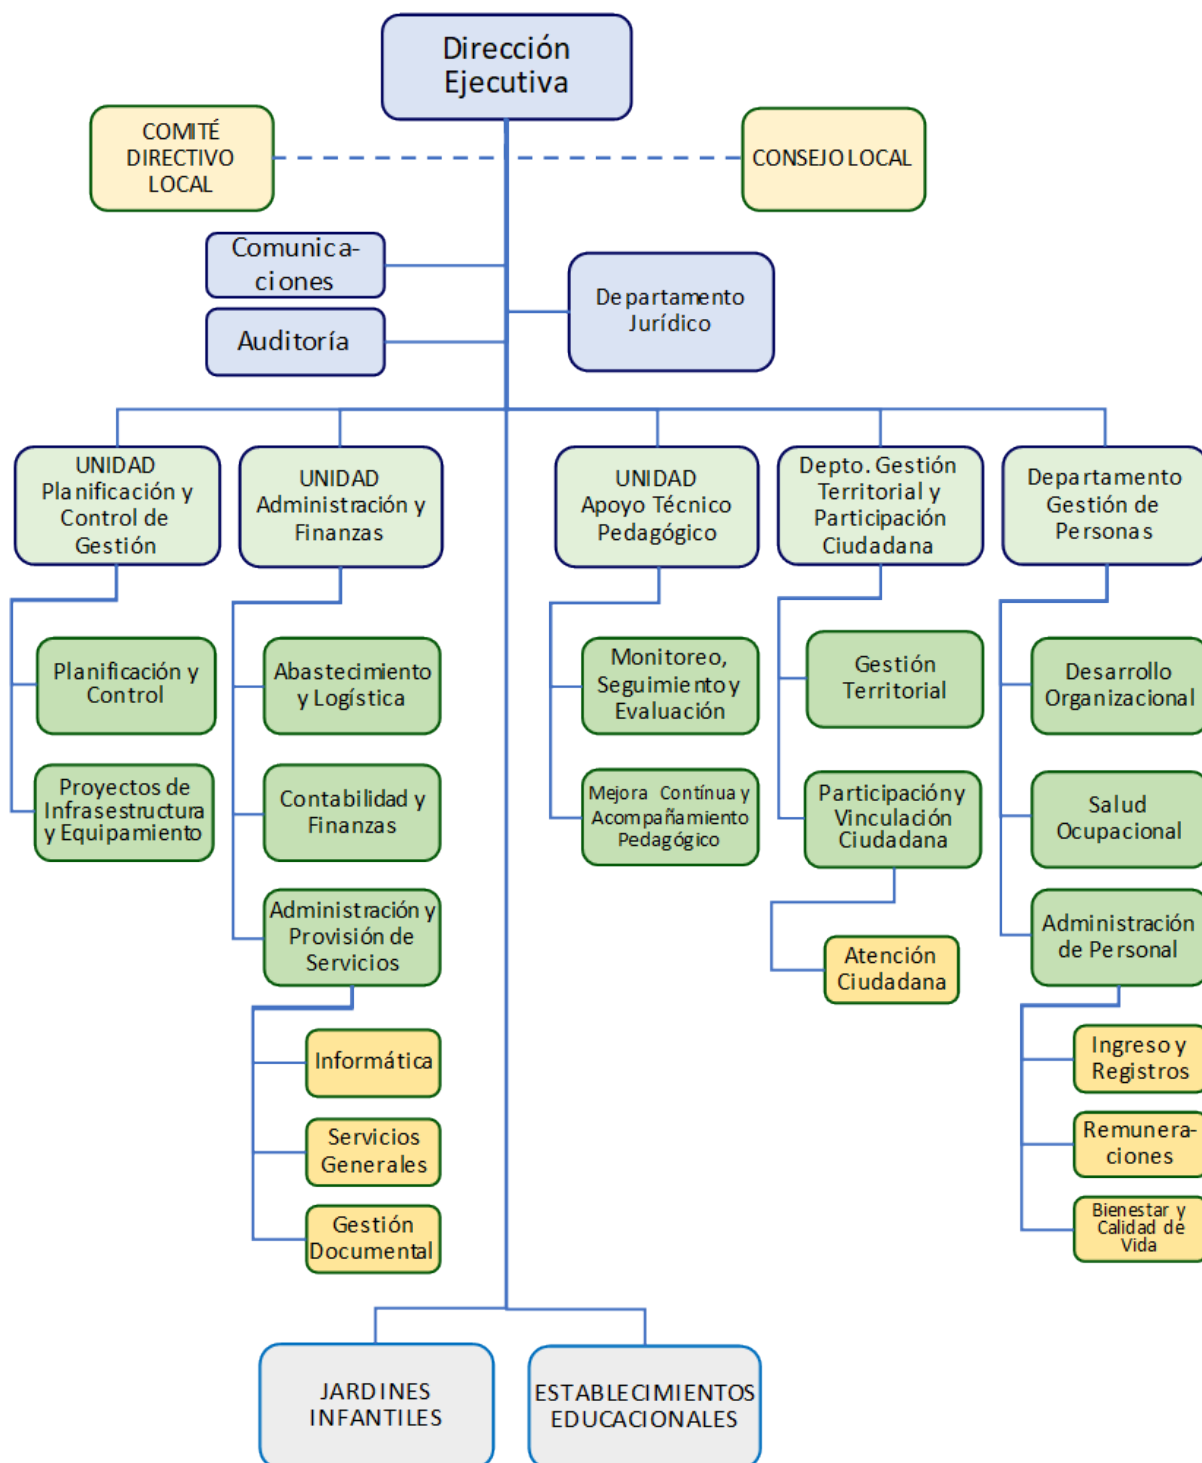 Dirección
Ejecutiva
COMITÉ
DIRECTIVO
LOCAL
CONSEJO LOCAL
Comunica-
ciones
Auditoría
Departamento
Jurídico
UNIDAD
Planificación y
Control de
Gestión
UNIDAD
Administración y
Finanzas
UNIDAD
Apoyo Técnico
Pedagógico
Depto. Gestión
Territorial y
Participación
Ciudadana
Departamento
Gestión de
Personas
Planificación y
Control
Abastecimiento
y Logística
Monitoreo,
Seguimiento y
Evaluación
Gestión
Territorial
Desarrollo
Organizacional
Proyectos de
Infrasestructura
y Equipamiento
Contabilidad y
Finanzas
Mejora Contínua y
Acompañamiento
Pedagógico
Participación y
Vinculación
Ciudadana
Salud
Ocupacional
Administración y
Provisión de
Servicios
Atención
Ciudadana
Administración
de Personal
Informática
Servicios
Generales
Gestión
Documental
Ingreso y
Registros
Remunera-
ciones
Bienestar y
Calidad de
Vida
JARDINES
INFANTILES
ESTABLECIMIENTOS
EDUCACIONALES